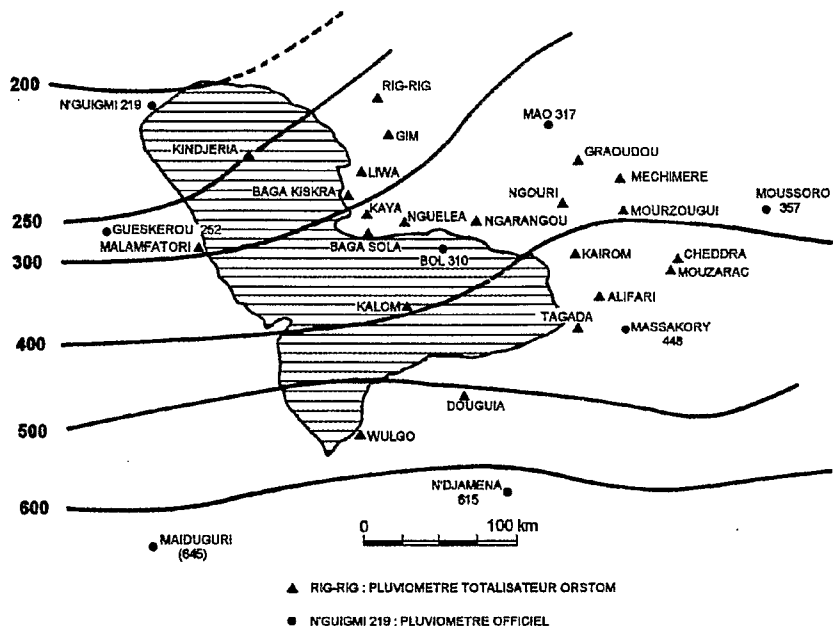 200
N'GUIGMI 219
RIG-RIG
MAO 317
GIM
KINDJERIA
GRAOUDOU
LIWA
MECHIMERE
BAGA KISKRA
NGOURI
MOUSSORO
357
KAYA
NGUELEA
NGARANGOU
MOURZOUGUI
250
GUESKEROU 252
MALAMFATORI
BAGA SOLA
BOL 310
KAIROM
CHEDDRA
MOUZARAC
300
KALOM
ALIFARI
TAGADA
MASSAKORY
448
400
DOUGUIA
500
WULGO
N'DJAMENA
615
600
MAIDUGURI
(645)
0 100 km
RIG-RIG : PLUVIOMETRE TOTALISATEUR ORSTOM
N'GUIGMI 219 : PLUVIOMETRE OFFICIEL